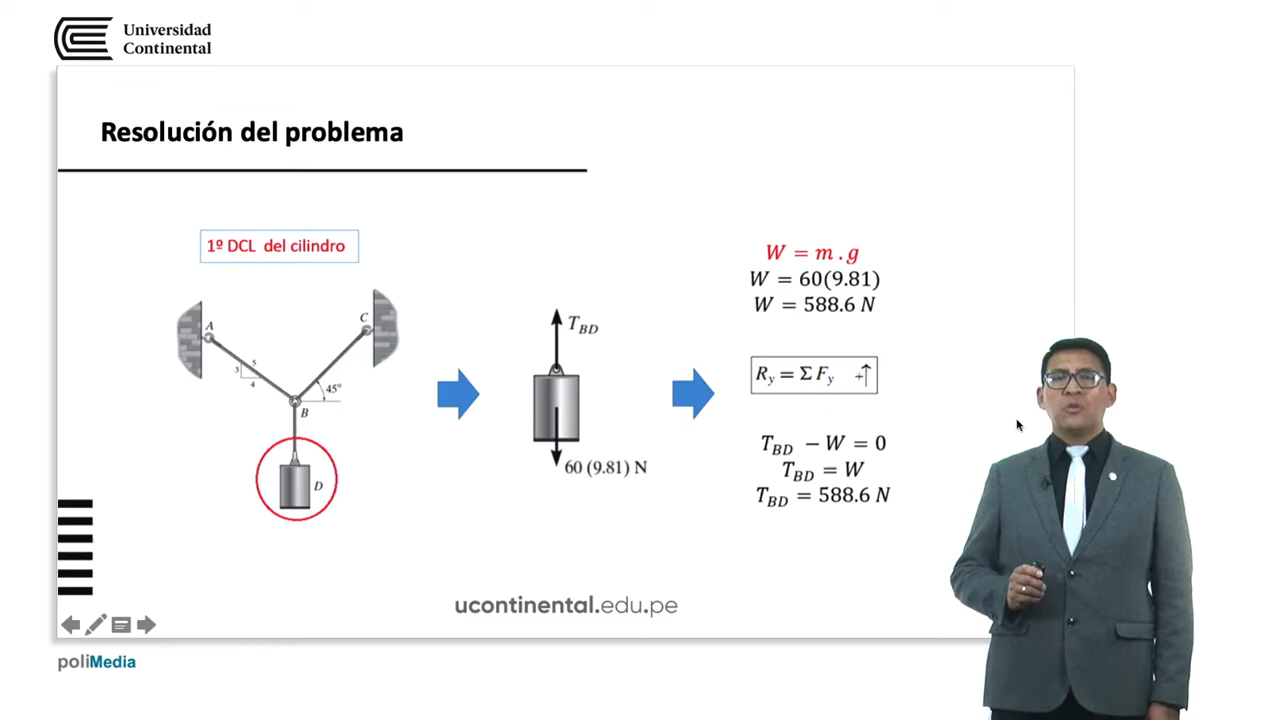 Universidad
Continental
Resolución del problema
1º DCL del cilindro
A
C
5
3
4
45°
B
D
T_BD
60 (9.81) N
W = m . g
W = 60(9.81)
W = 588.6 N
R_y = Σ F_y +↑
T_BD − W = 0
T_BD = W
T_BD = 588.6 N
ucontinental.edu.pe
poliMedia